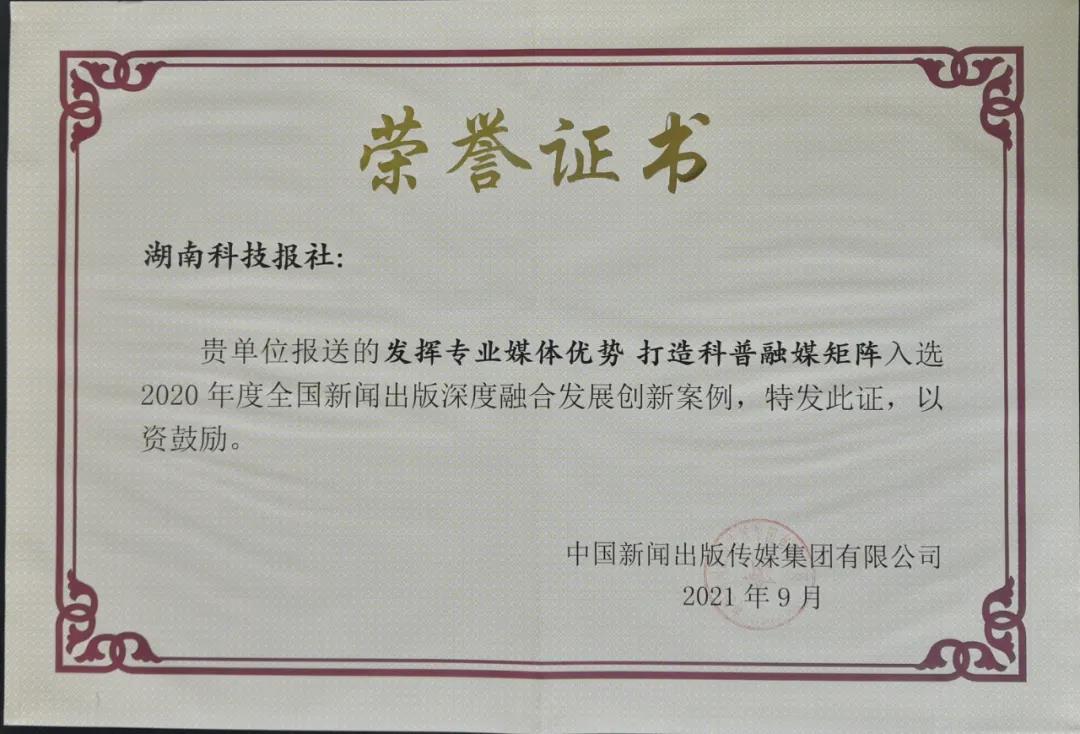 荣誉证书
湖南科技报社:
贵单位报送的发挥专业媒体优势 打造科普融媒矩阵入选
2020 年度全国新闻出版深度融合发展创新案例，特发此证，以
资鼓励。
中国新闻出版传媒集团有限公司
2021 年 9 月